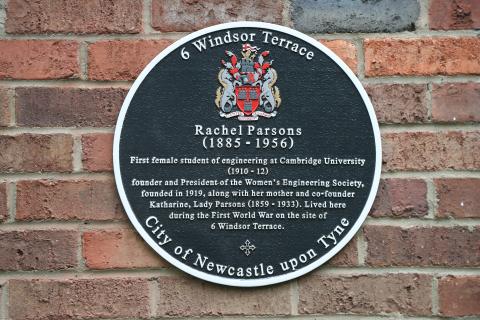 6 Windsor Terrace
Rachel Parsons
(1885 - 1956)
First female student of engineering at Cambridge University
(1910 - 12)
founder and President of the Women's Engineering Society,
founded in 1919, along with her mother and co-founder
Katharine, Lady Parsons (1859 - 1933). Lived here
during the First World War on the site of
6 Windsor Terrace.
City of Newcastle upon Tyne